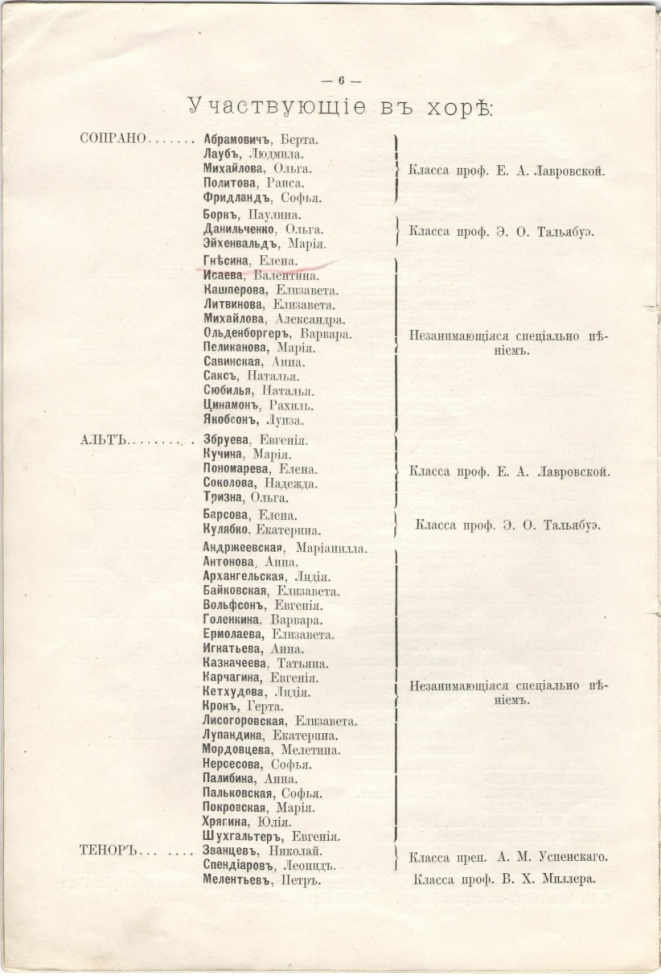 — 6 —
Участвующіе въ хорѣ:
СОПРАНО....... Абрамовичъ, Берта.
Лаубъ, Людмила.
Михайлова, Ольга. Класса проф. Е. А. Лавровской.
Политова, Раиса.
Фридландъ, Софья.
Боркъ, Паулина.
Данильченко, Ольга. Класса проф. Э. О. Тальябуэ.
Эйхенвальдъ, Марія.
Гнѣсина, Елена.
Исаева, Валентина.
Кашперова, Елизавета.
Литвинова, Елизавета.
Михайлова, Александра.
Ольденборгеръ, Варвара. Незанимающіяся спеціально пѣ-
Пеликанова, Марія. ніемъ.
Савинская, Анна.
Саксъ, Наталья.
Сюбилья, Наталья.
Цинамонъ, Рахиль.
Якобсонъ, Луиза.
АЛЬТЪ......... Збруева, Евгенія.
Кучина, Марія.
Пономарева, Елена. Класса проф. Е. А. Лавровской.
Соколова, Надежда.
Тризна, Ольга.
Барсова, Елена.
Кулябко, Екатерина. Класса проф. Э. О. Тальябуэ.
Андржеевская, Маріанилла.
Антонова, Анна.
Архангельская, Лидія.
Байковская, Елизавета.
Вольфсонъ, Евгенія.
Голенкина, Варвара.
Ермолаева, Елизавета.
Игнатьева, Анна.
Казначеева, Татьяна.
Карчагина, Евгенія.
Кетхудова, Лидія. Незанимающіяся спеціально пѣ-
Кронъ, Герта. ніемъ.
Лисогоровская, Елизавета.
Лупандина, Екатерина.
Мордовцева, Мелетина.
Нерсесова, Софья.
Палибина, Анна.
Пальковская, Софья.
Покровская, Марія.
Хрягина, Юлія.
Шухгальтеръ, Евгенія.
ТЕНОРЪ... .... Званцевъ, Николай.
Спендіаровъ, Леонидъ. Класса преп. А. М. Успенскаго.
Мелентьевъ, Петръ. Класса проф. В. Х. Миллера.